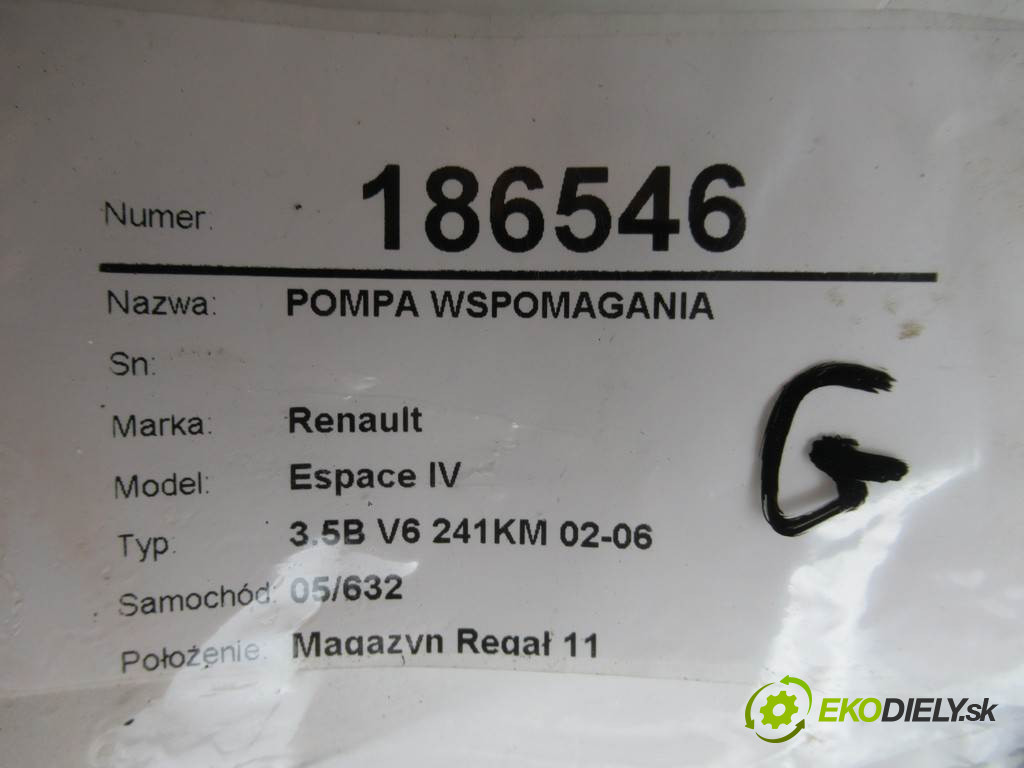 Numer: 186546
Nazwa: POMPA WSPOMAGANIA
Sn:
Marka: Renault
Model: Espace IV
Typ: 3.5B V6 241KM 02-06
Samochód: 05/632
Położenie: Magazyn Regał 11
G
EKODIELY.sk